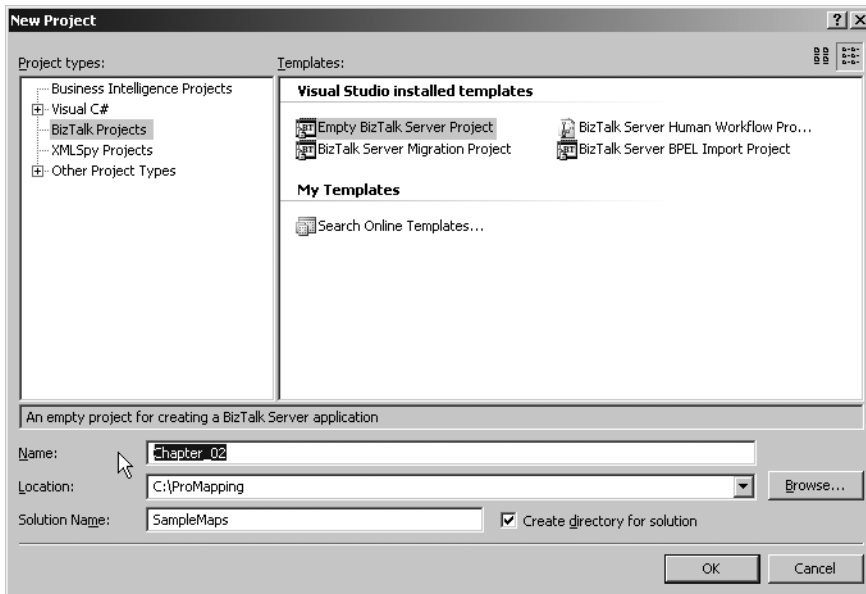 New Project
Project types:
Templates:
Business Intelligence Projects
Visual C#
BizTalk Projects
XMLSpy Projects
Other Project Types
Visual Studio installed templates
Empty BizTalk Server Project
BizTalk Server Human Workflow Pro...
BizTalk Server Migration Project
BizTalk Server BPEL Import Project
My Templates
Search Online Templates...
An empty project for creating a BizTalk Server application
Name:
Chapter_02
Location:
C:\ProMapping
Browse...
Solution Name:
SampleMaps
Create directory for solution
OK
Cancel